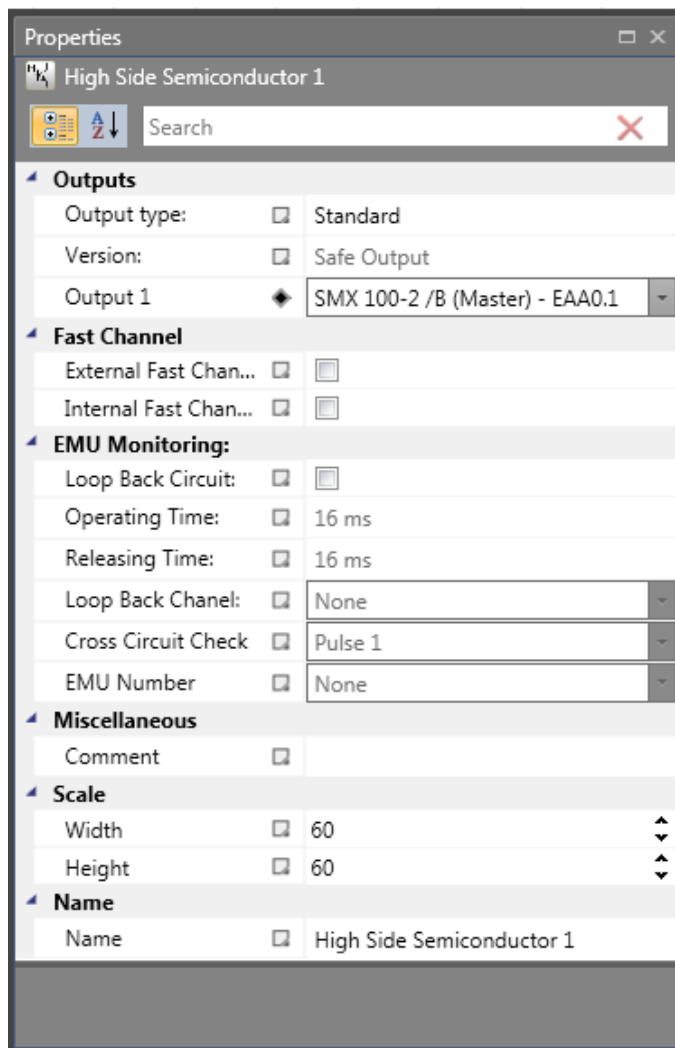 Properties
High Side Semiconductor 1
Search
Outputs
Output type: Standard
Version: Safe Output
Output 1 SMX 100-2 /B (Master) - EAA0.1
Fast Channel
External Fast Chan...
Internal Fast Chan...
EMU Monitoring:
Loop Back Circuit:
Operating Time: 16 ms
Releasing Time: 16 ms
Loop Back Chanel: None
Cross Circuit Check Pulse 1
EMU Number None
Miscellaneous
Comment
Scale
Width 60
Height 60
Name
Name High Side Semiconductor 1